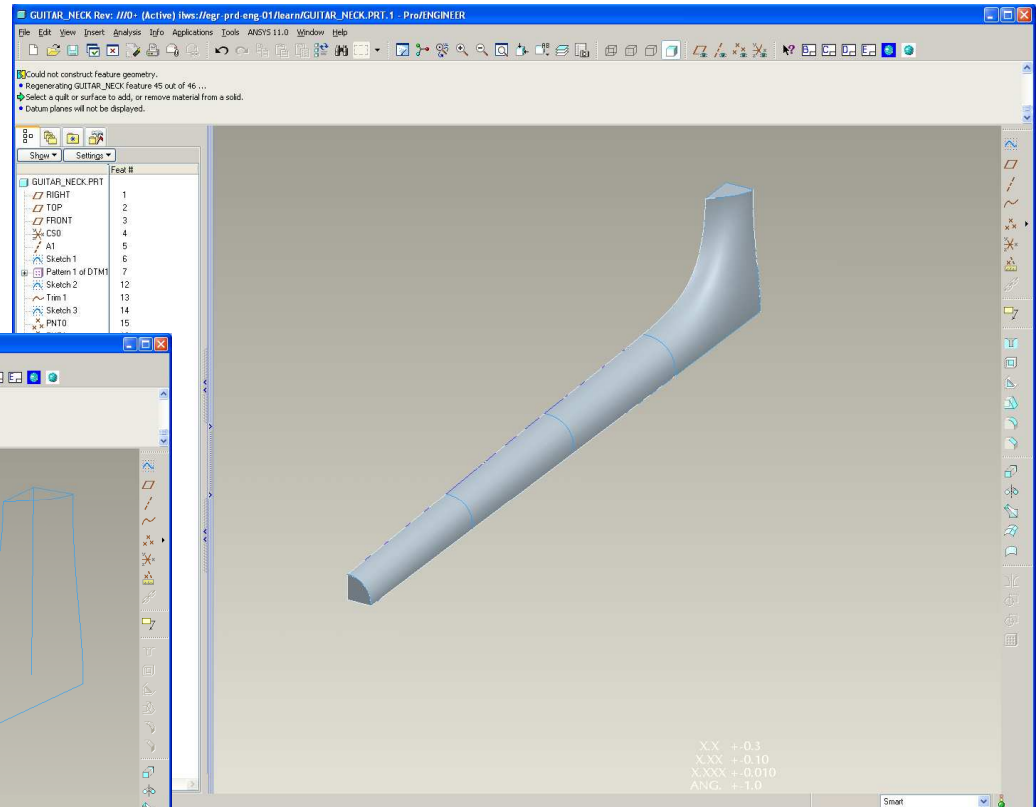 GUITAR_NECK Rev: ///0+ (Active) ilws://egr-prd-eng-01/learn/GUITAR_NECK.PRT.1 - Pro/ENGINEER
File Edit View Insert Analysis Info Applications Tools ANSYS 11.0 Window Help
Could not construct feature geometry.
Regenerating GUITAR_NECK feature 45 out of 46 ...
Select a quilt or surface to add, or remove material from a solid.
Datum planes will not be displayed.
Show Settings
Feat #
GUITAR_NECK.PRT
RIGHT 1
TOP 2
FRONT 3
CS0 4
A1 5
Sketch 1 6
Pattern 1 of DTM1 7
Sketch 2 12
Trim 1 13
Sketch 3 14
PNT0 15
X.X +-0.3
X.XX +-0.10
X.XXX +-0.010
ANG. +-1.0
Smart